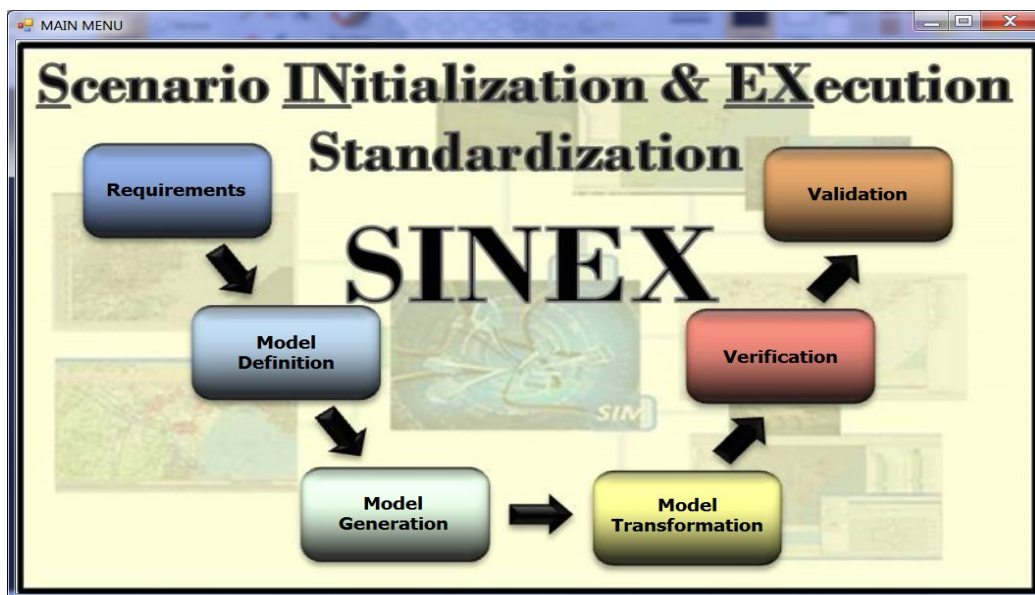 MAIN MENU
Scenario INitialization & EXecution
Standardization
SINEX
Requirements
Model
Definition
Model
Generation
Model
Transformation
Verification
Validation
SIM